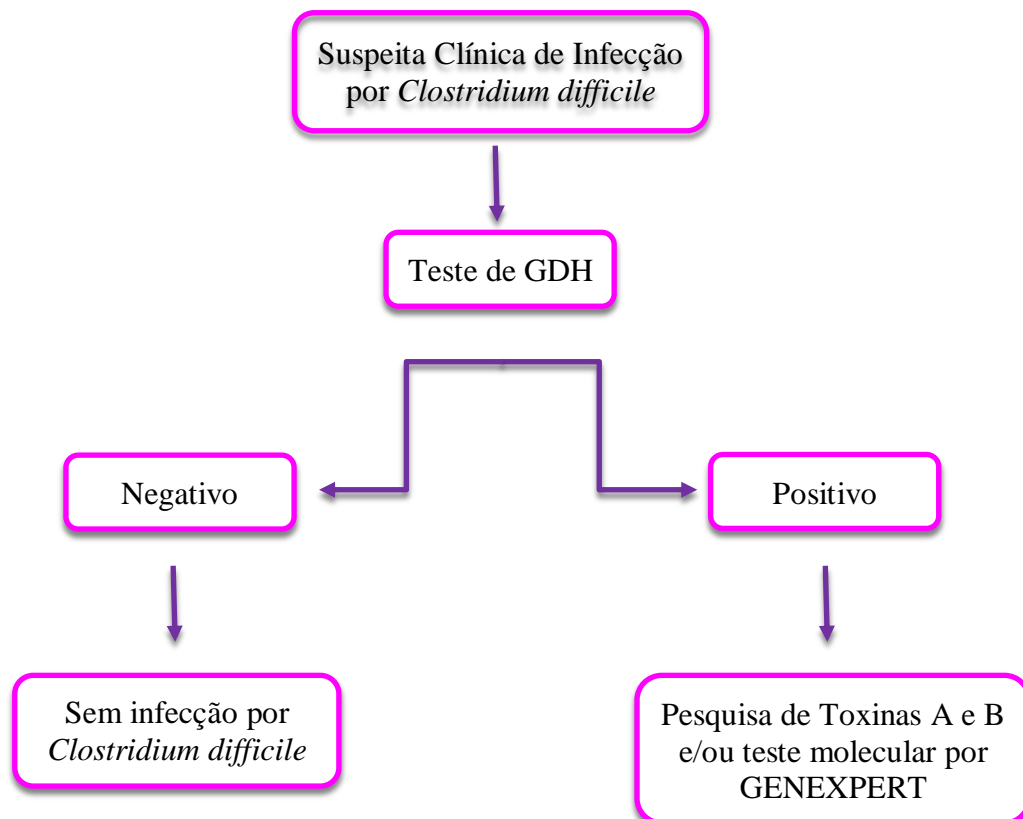 Suspeita Clínica de Infecção
por Clostridium difficile
Teste de GDH
Negativo
Positivo
Sem infecção por
Clostridium difficile
Pesquisa de Toxinas A e B
e/ou teste molecular por
GENEXPERT